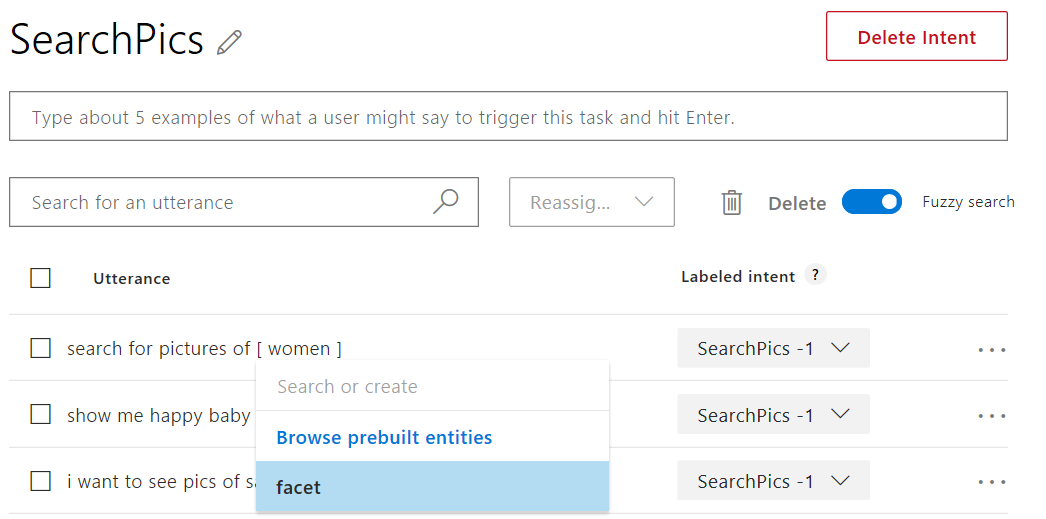 SearchPics
Delete Intent
Type about 5 examples of what a user might say to trigger this task and hit Enter.
Search for an utterance
Reassig...
Delete
Fuzzy search
Utterance
Labeled intent ?
search for pictures of [ women ]
SearchPics -1
...
Search or create
show me happy baby
SearchPics -1
...
Browse prebuilt entities
i want to see pics of
SearchPics -1
...
facet